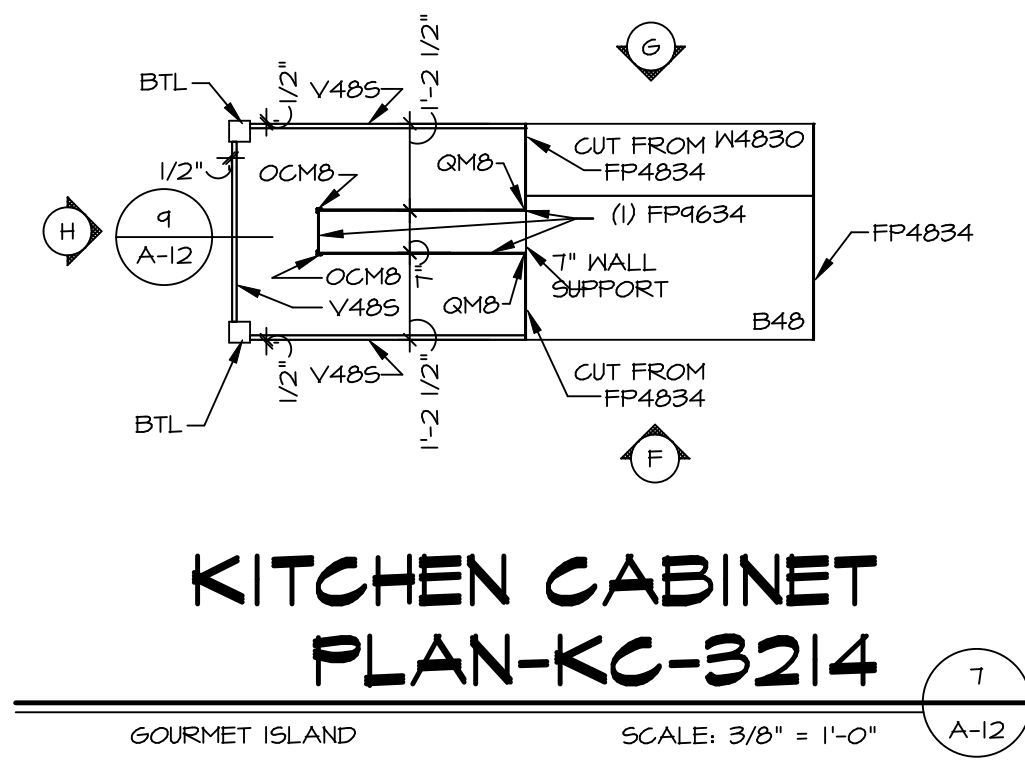 G
BTL
1/2"
V48S
1'-2 1/2"
CUT FROM
FP4834
W4830
1/2"
OCM8
QM8
(1) FP9634
H
9
A-12
FP4834
OCM8
7"
7" WALL
SUPPORT
V48S
QM8
B48
1/2"
V48S
1'-2 1/2"
CUT FROM
FP4834
BTL
F
KITCHEN CABINET
PLAN-KC-3214
7
A-12
GOURMET ISLAND
SCALE: 3/8" = 1'-0"